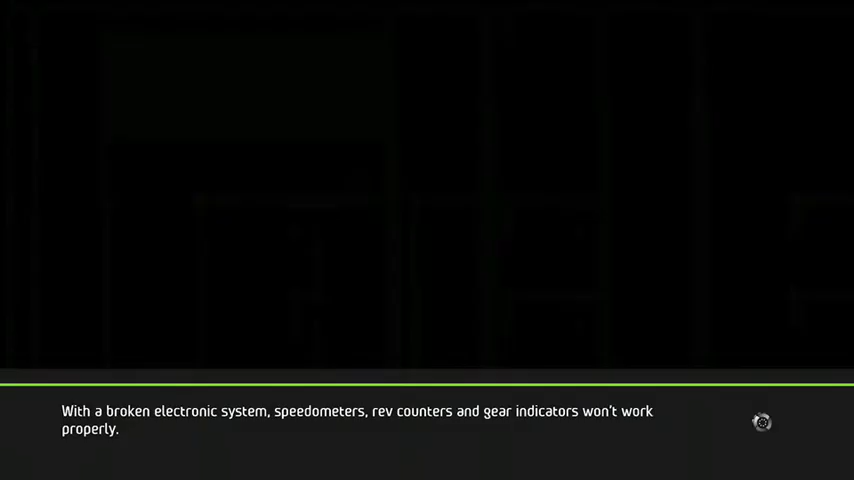 With a broken electronic system, speedometers, rev counters and gear indicators won't work
properly.